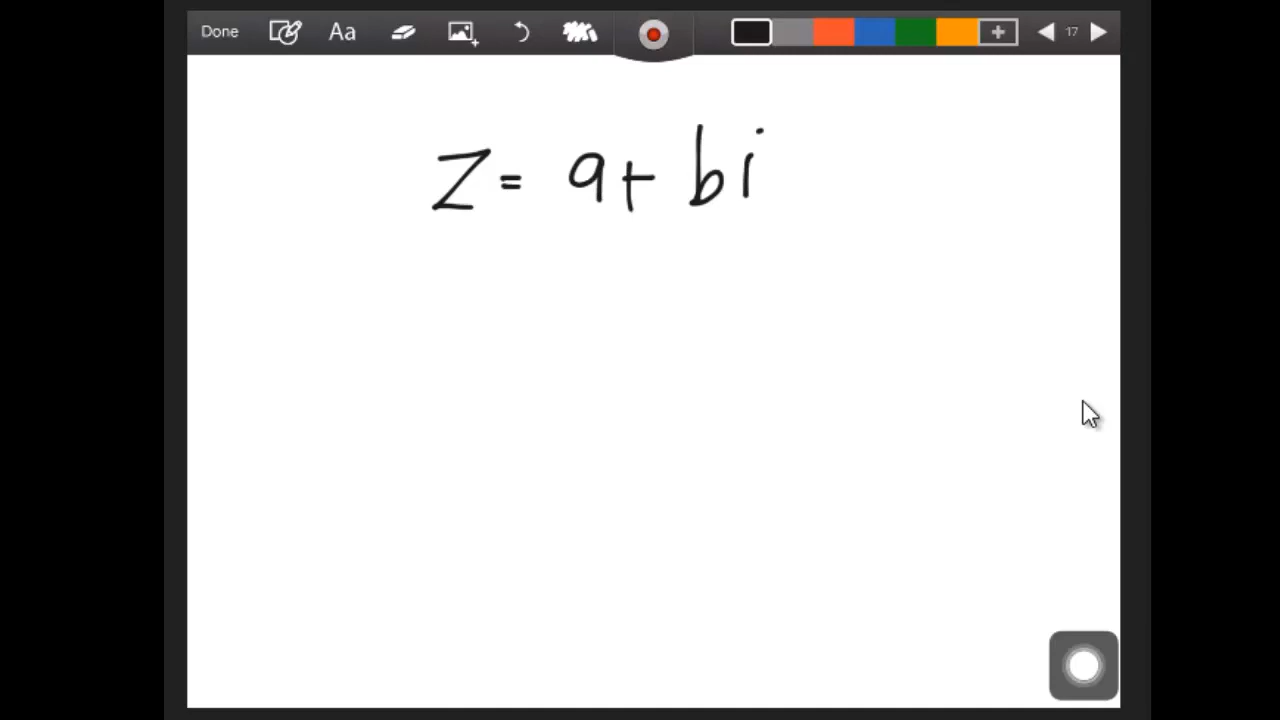 Done Aa 17
z = a + bi